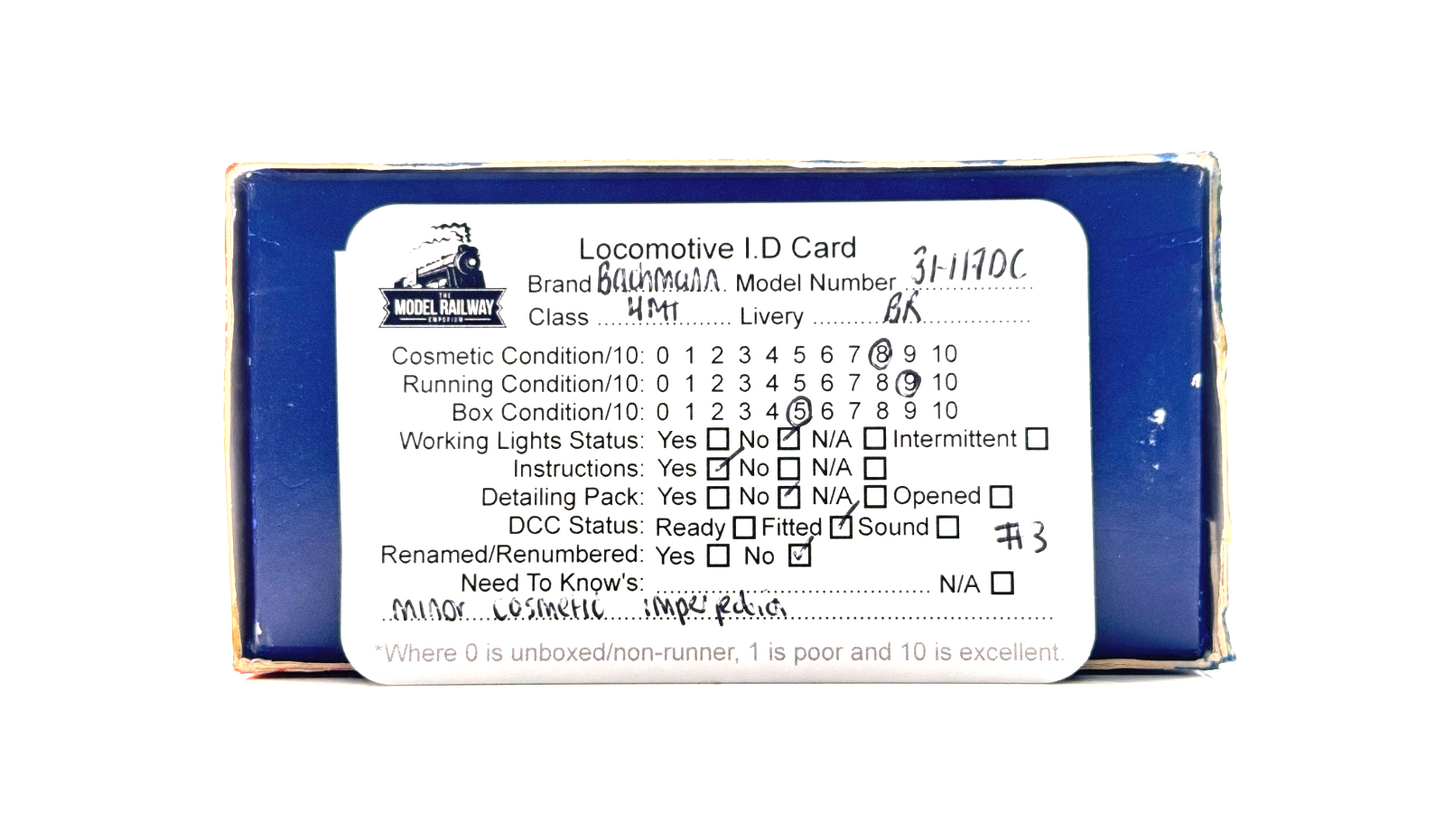 THE
MODEL RAILWAY
EMPORIUM
Locomotive I.D Card
Brand Bachmann Model Number 31-117DC
Class 4MT Livery BR
Cosmetic Condition/10: 0 1 2 3 4 5 6 7 8 9 10
Running Condition/10: 0 1 2 3 4 5 6 7 8 9 10
Box Condition/10: 0 1 2 3 4 5 6 7 8 9 10
Working Lights Status: Yes No N/A Intermittent
Instructions: Yes No N/A
Detailing Pack: Yes No N/A Opened
DCC Status: Ready Fitted Sound
#3
Renamed/Renumbered: Yes No
Need To Know's: N/A
minor cosmetic imperfection
*Where 0 is unboxed/non-runner, 1 is poor and 10 is excellent.